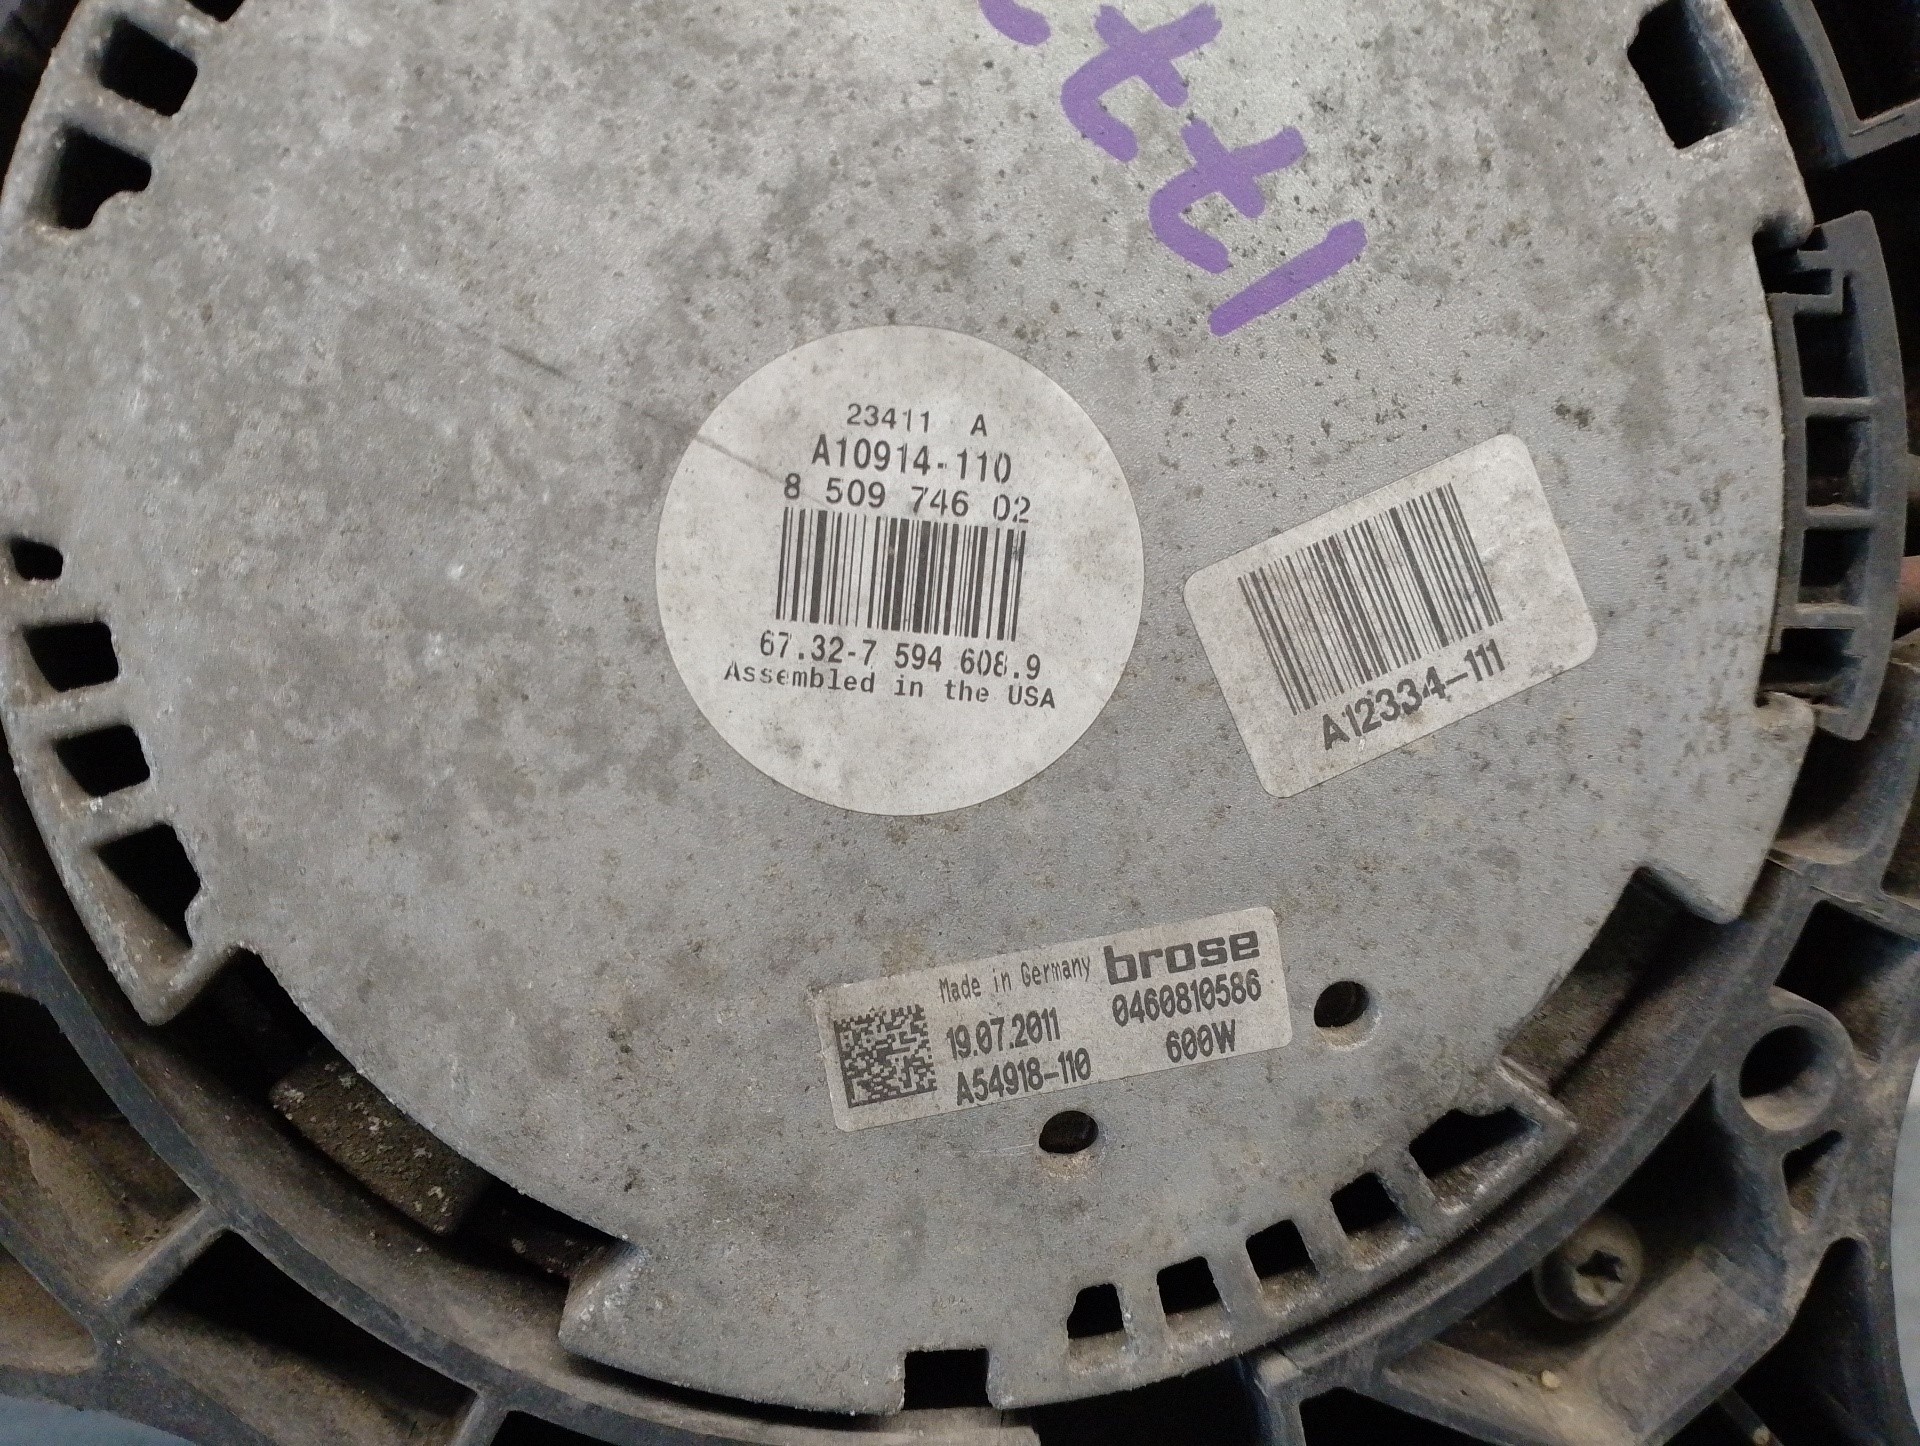 23411 A
A10914-110
8 509 746 02
67.32-7 594 608.9
Assembled in the USA
A12334-111
Made in Germany brose
19.07.2011 0460810586
A54918-110 600W